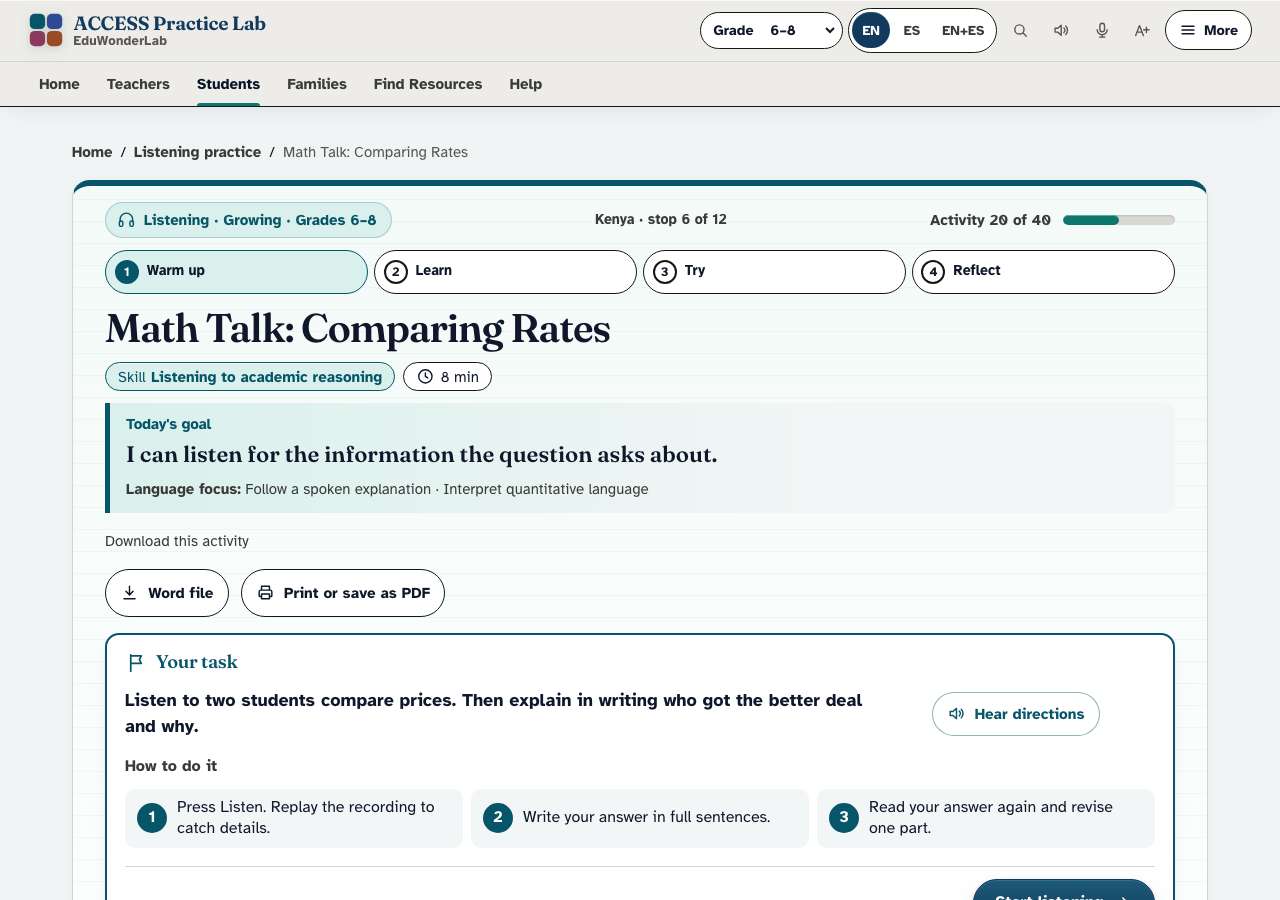 ACCESS Practice Lab
EduWonderLab
Grade 6–8
EN ES EN+ES
A+
More
Home Teachers Students Families Find Resources Help
Home / Listening practice / Math Talk: Comparing Rates
Listening · Growing · Grades 6–8
Kenya · stop 6 of 12
Activity 20 of 40
1 Warm up
2 Learn
3 Try
4 Reflect
Math Talk: Comparing Rates
Skill Listening to academic reasoning
8 min
Today's goal
I can listen for the information the question asks about.
Language focus: Follow a spoken explanation · Interpret quantitative language
Download this activity
Word file
Print or save as PDF
Your task
Listen to two students compare prices. Then explain in writing who got the better deal
and why.
Hear directions
How to do it
1 Press Listen. Replay the recording to
catch details.
2 Write your answer in full sentences.
3 Read your answer again and revise
one part.
Start listening